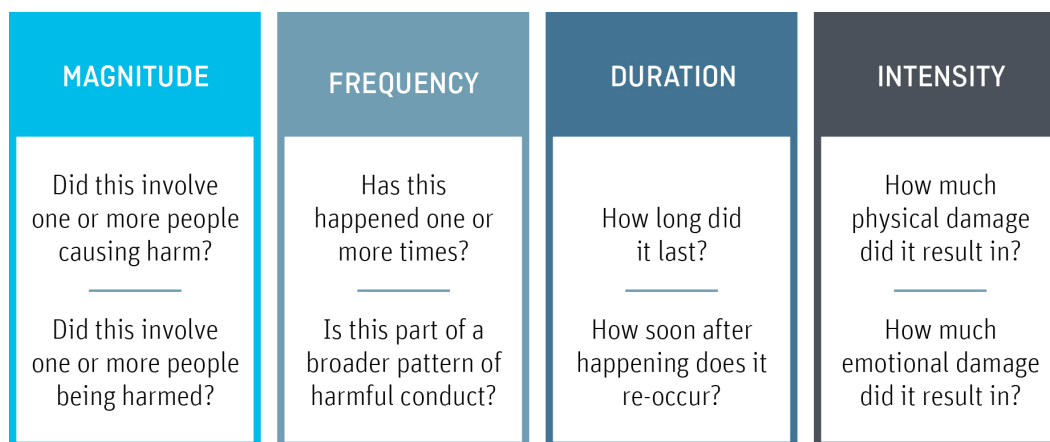 MAGNITUDE
Did this involve
one or more people
causing harm?
Did this involve
one or more people
being harmed?
FREQUENCY
Has this
happened one or
more times?
Is this part of a
broader pattern of
harmful conduct?
DURATION
How long did
it last?
How soon after
happening does it
re-occur?
INTENSITY
How much
physical damage
did it result in?
How much
emotional damage
did it result in?